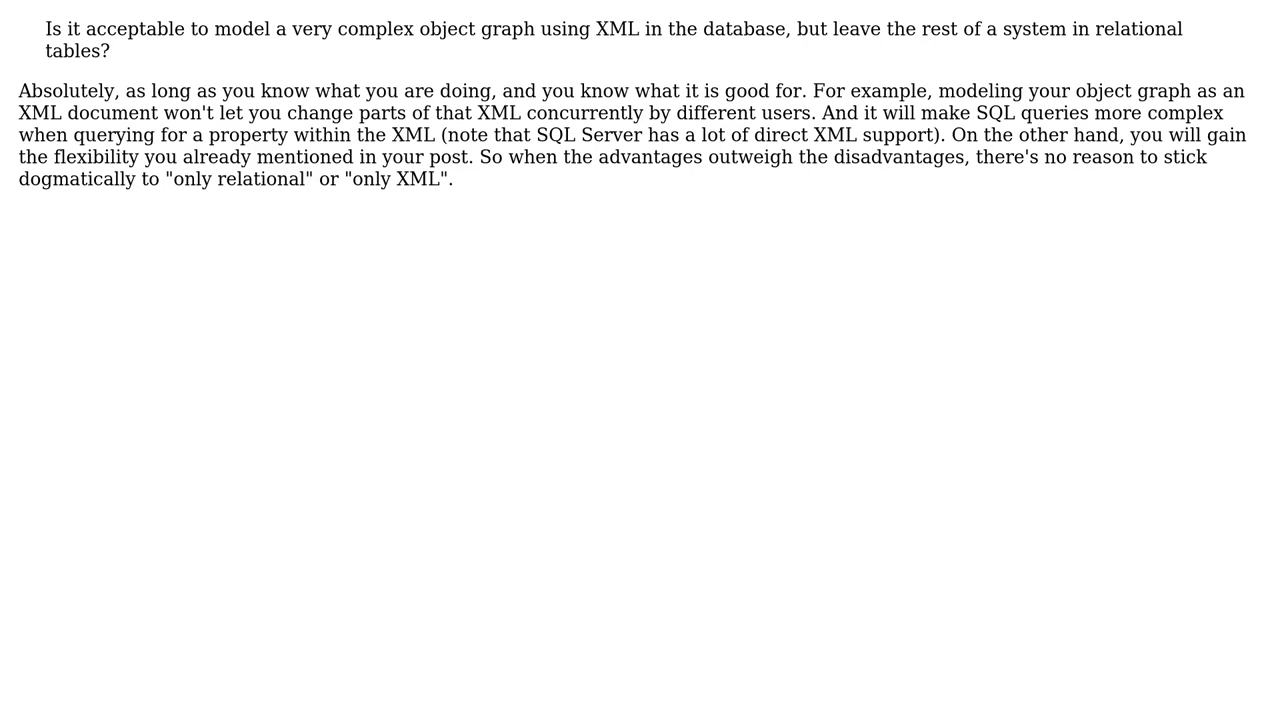 Is it acceptable to model a very complex object graph using XML in the database, but leave the rest of a system in relational
tables?
Absolutely, as long as you know what you are doing, and you know what it is good for. For example, modeling your object graph as an
XML document won't let you change parts of that XML concurrently by different users. And it will make SQL queries more complex
when querying for a property within the XML (note that SQL Server has a lot of direct XML support). On the other hand, you will gain
the flexibility you already mentioned in your post. So when the advantages outweigh the disadvantages, there's no reason to stick
dogmatically to "only relational" or "only XML".